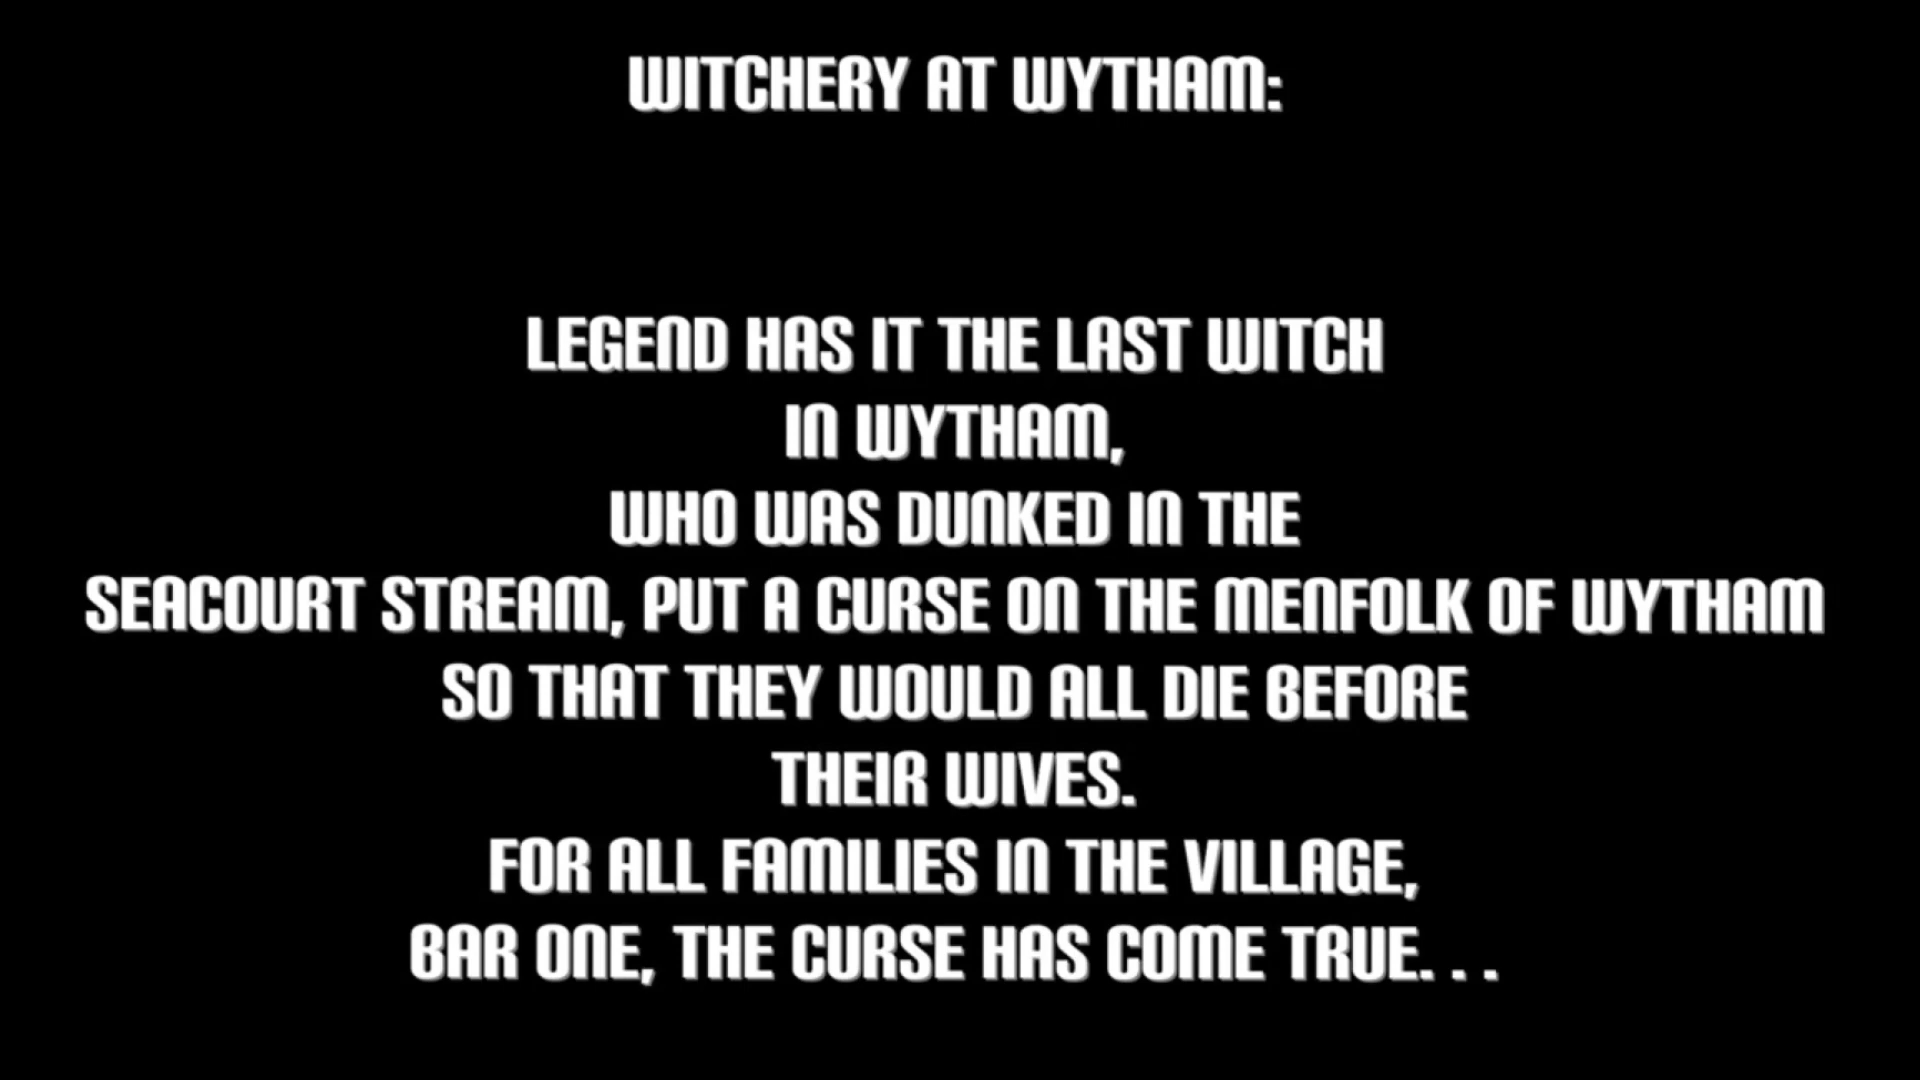 WITCHERY AT WYTHAM:
LEGEND HAS IT THE LAST WITCH
IN WYTHAM,
WHO WAS DUNKED IN THE
SEACOURT STREAM, PUT A CURSE ON THE MENFOLK OF WYTHAM
SO THAT THEY WOULD ALL DIE BEFORE
THEIR WIVES.
FOR ALL FAMILIES IN THE VILLAGE,
BAR ONE, THE CURSE HAS COME TRUE. . .